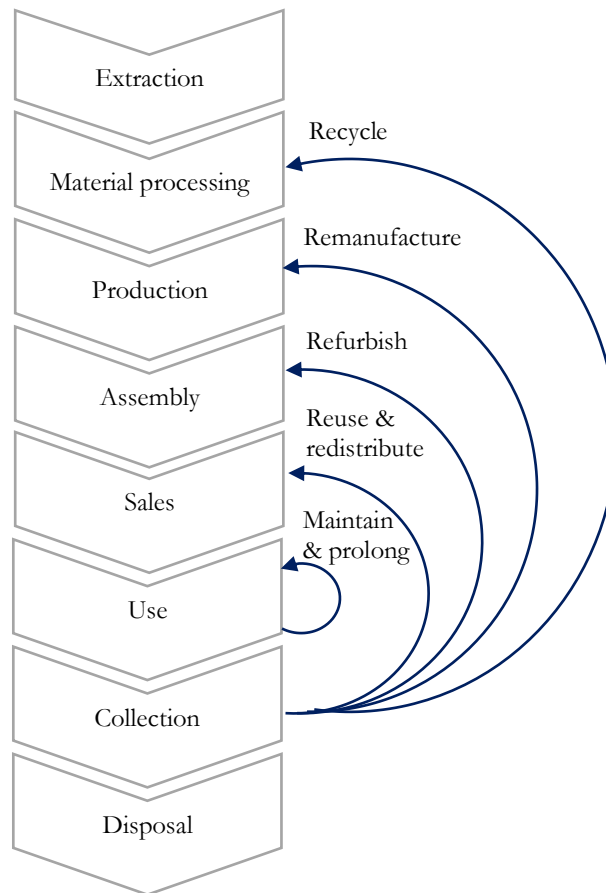 Extraction
Recycle
Material processing
Remanufacture
Production
Refurbish
Assembly
Reuse &
redistribute
Sales
Maintain
& prolong
Use
Collection
Disposal